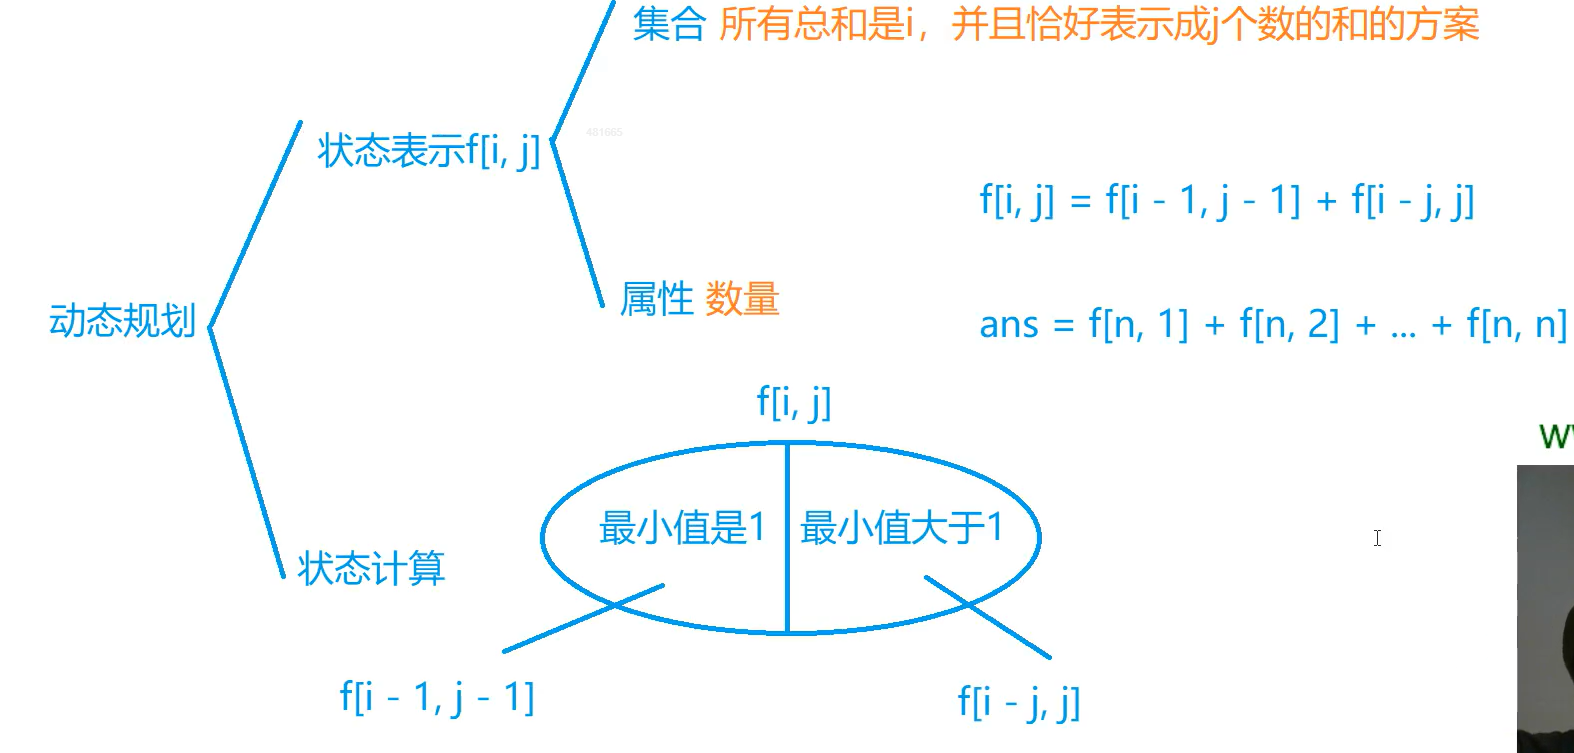 集合 所有总和是i，并且恰好表示成j个数的和的方案
451665
状态表示f[i, j]
f[i, j] = f[i - 1, j - 1] + f[i - j, j]
属性 数量
动态规划
ans = f[n, 1] + f[n, 2] + ... + f[n, n]
f[i, j]
最小值是1 最小值大于1
状态计算
f[i - 1, j - 1]
f[i - j, j]